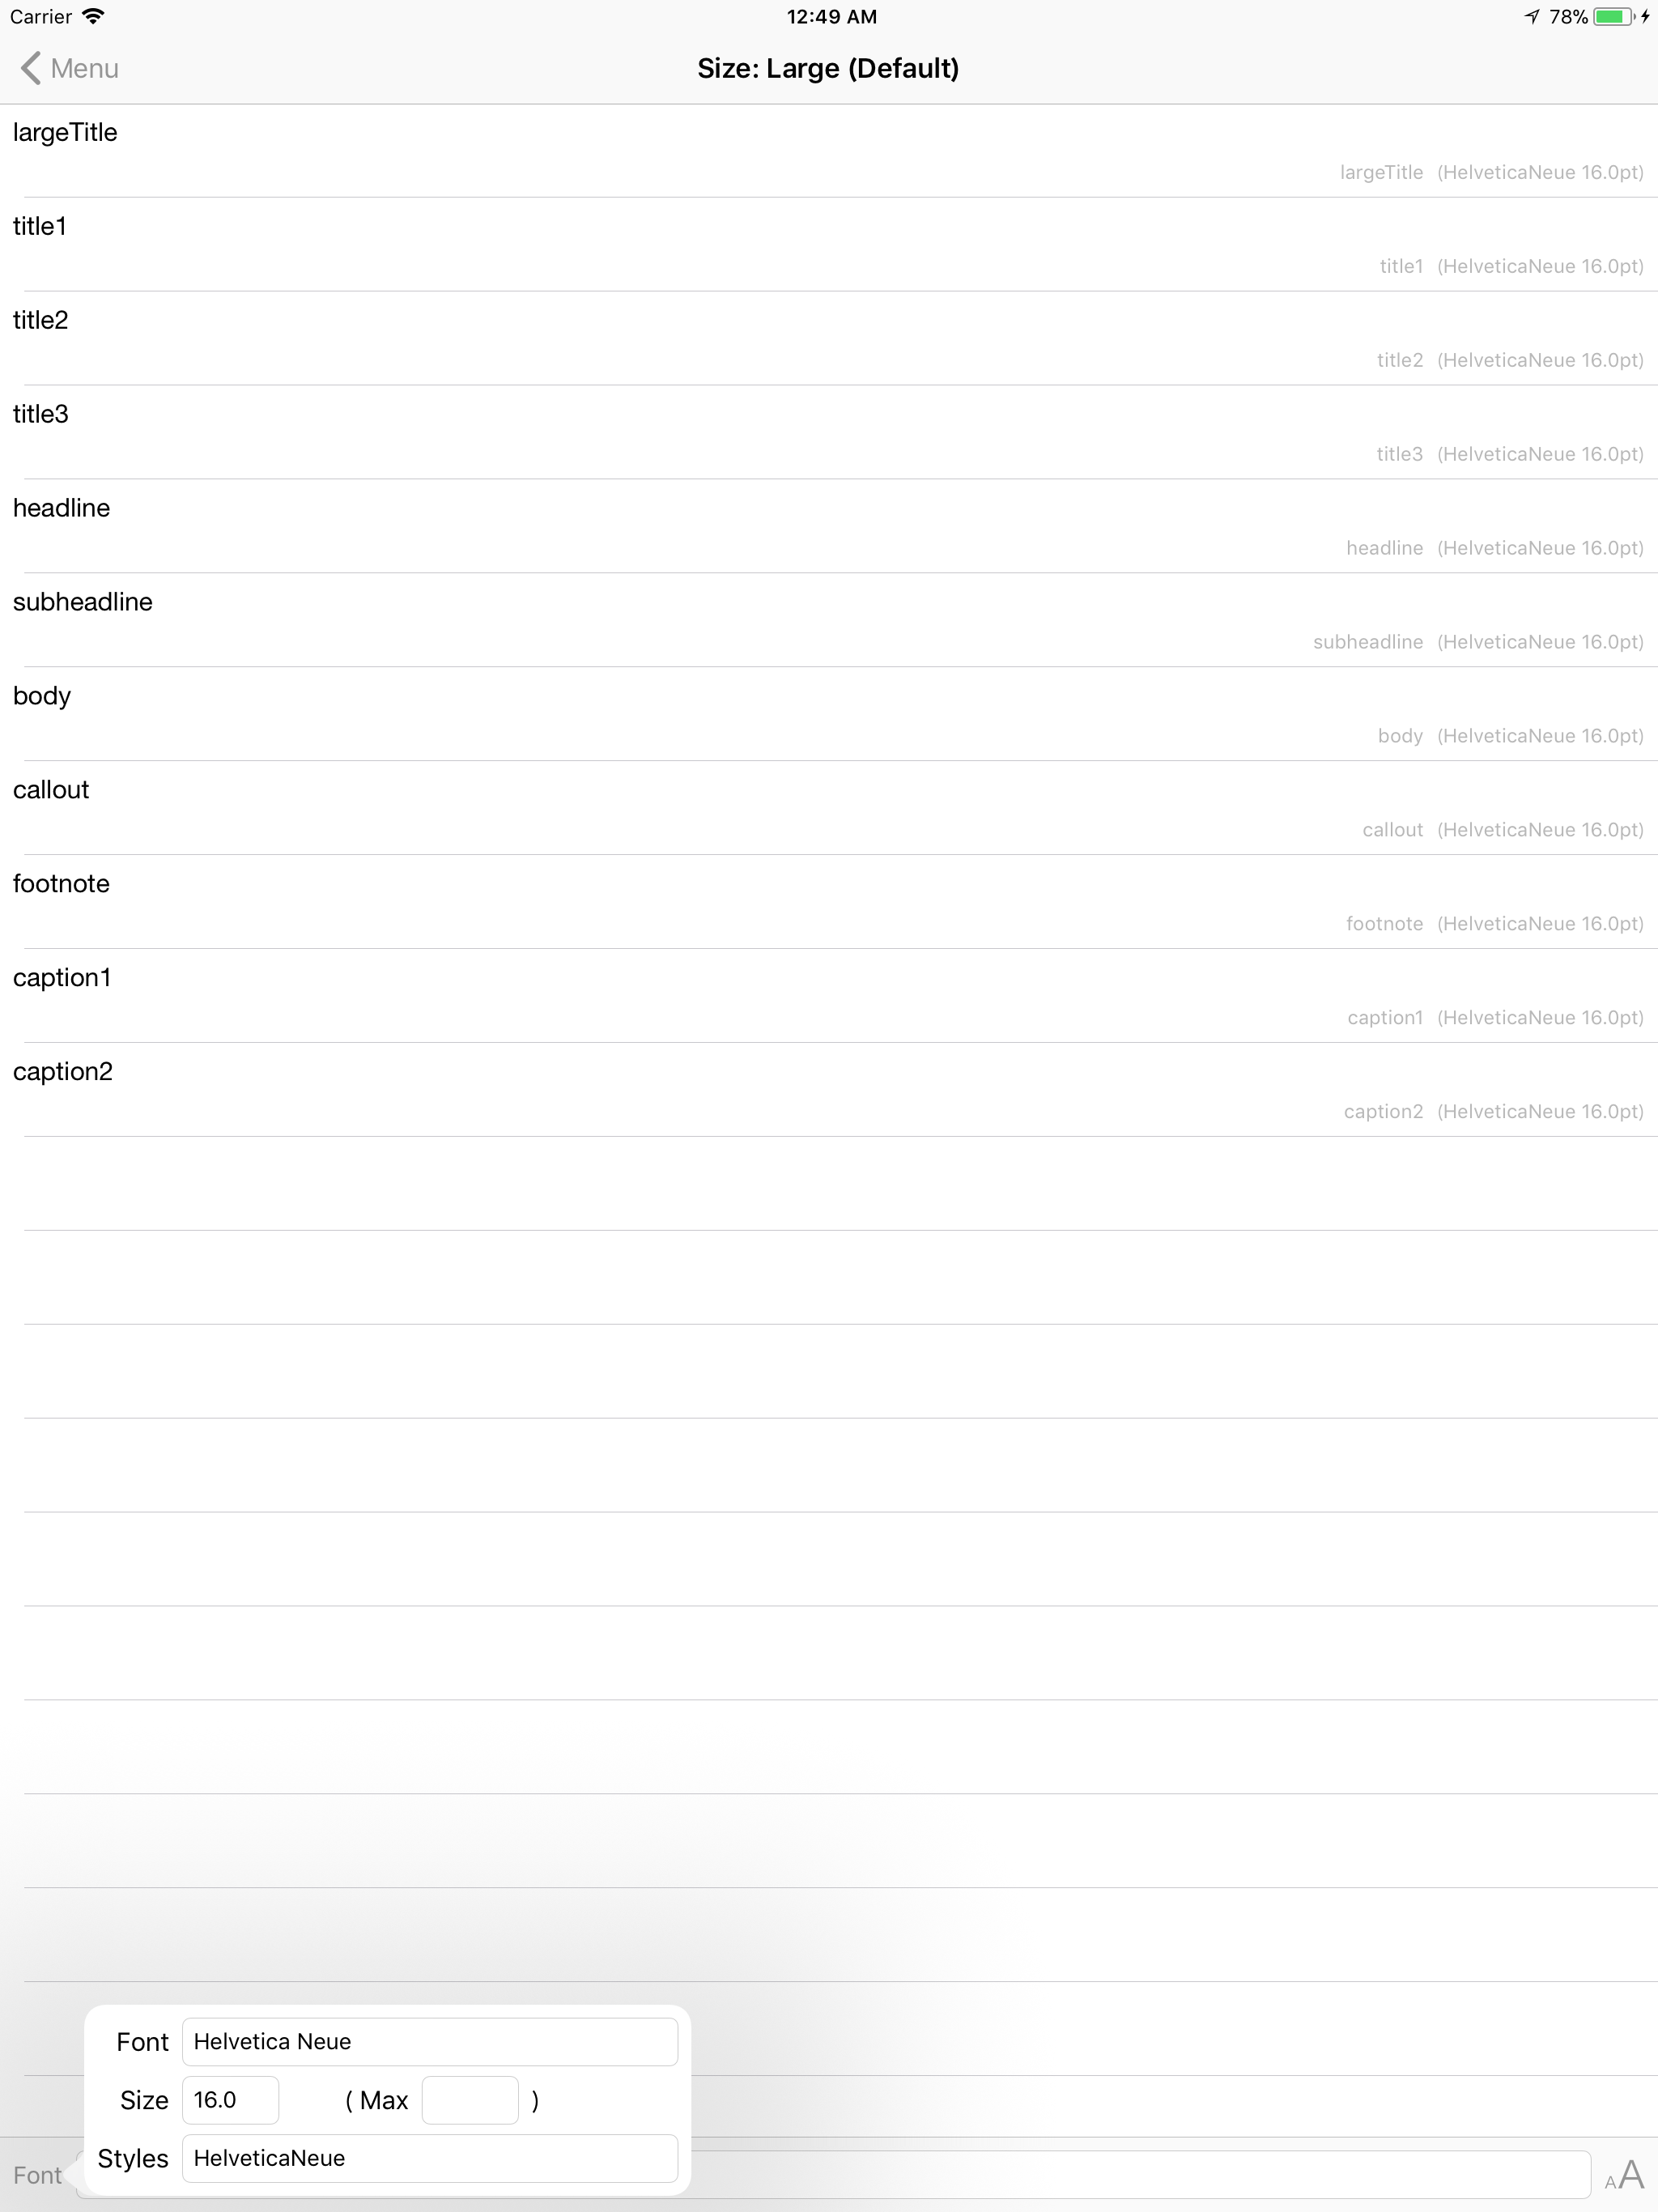 Carrier 12:49 AM 78%
Menu Size: Large (Default)
largeTitle
largeTitle (HelveticaNeue 16.0pt)
title1
title1 (HelveticaNeue 16.0pt)
title2
title2 (HelveticaNeue 16.0pt)
title3
title3 (HelveticaNeue 16.0pt)
headline
headline (HelveticaNeue 16.0pt)
subheadline
subheadline (HelveticaNeue 16.0pt)
body
body (HelveticaNeue 16.0pt)
callout
callout (HelveticaNeue 16.0pt)
footnote
footnote (HelveticaNeue 16.0pt)
caption1
caption1 (HelveticaNeue 16.0pt)
caption2
caption2 (HelveticaNeue 16.0pt)
Font Helvetica Neue
Size 16.0 ( Max )
Styles HelveticaNeue
Font AA